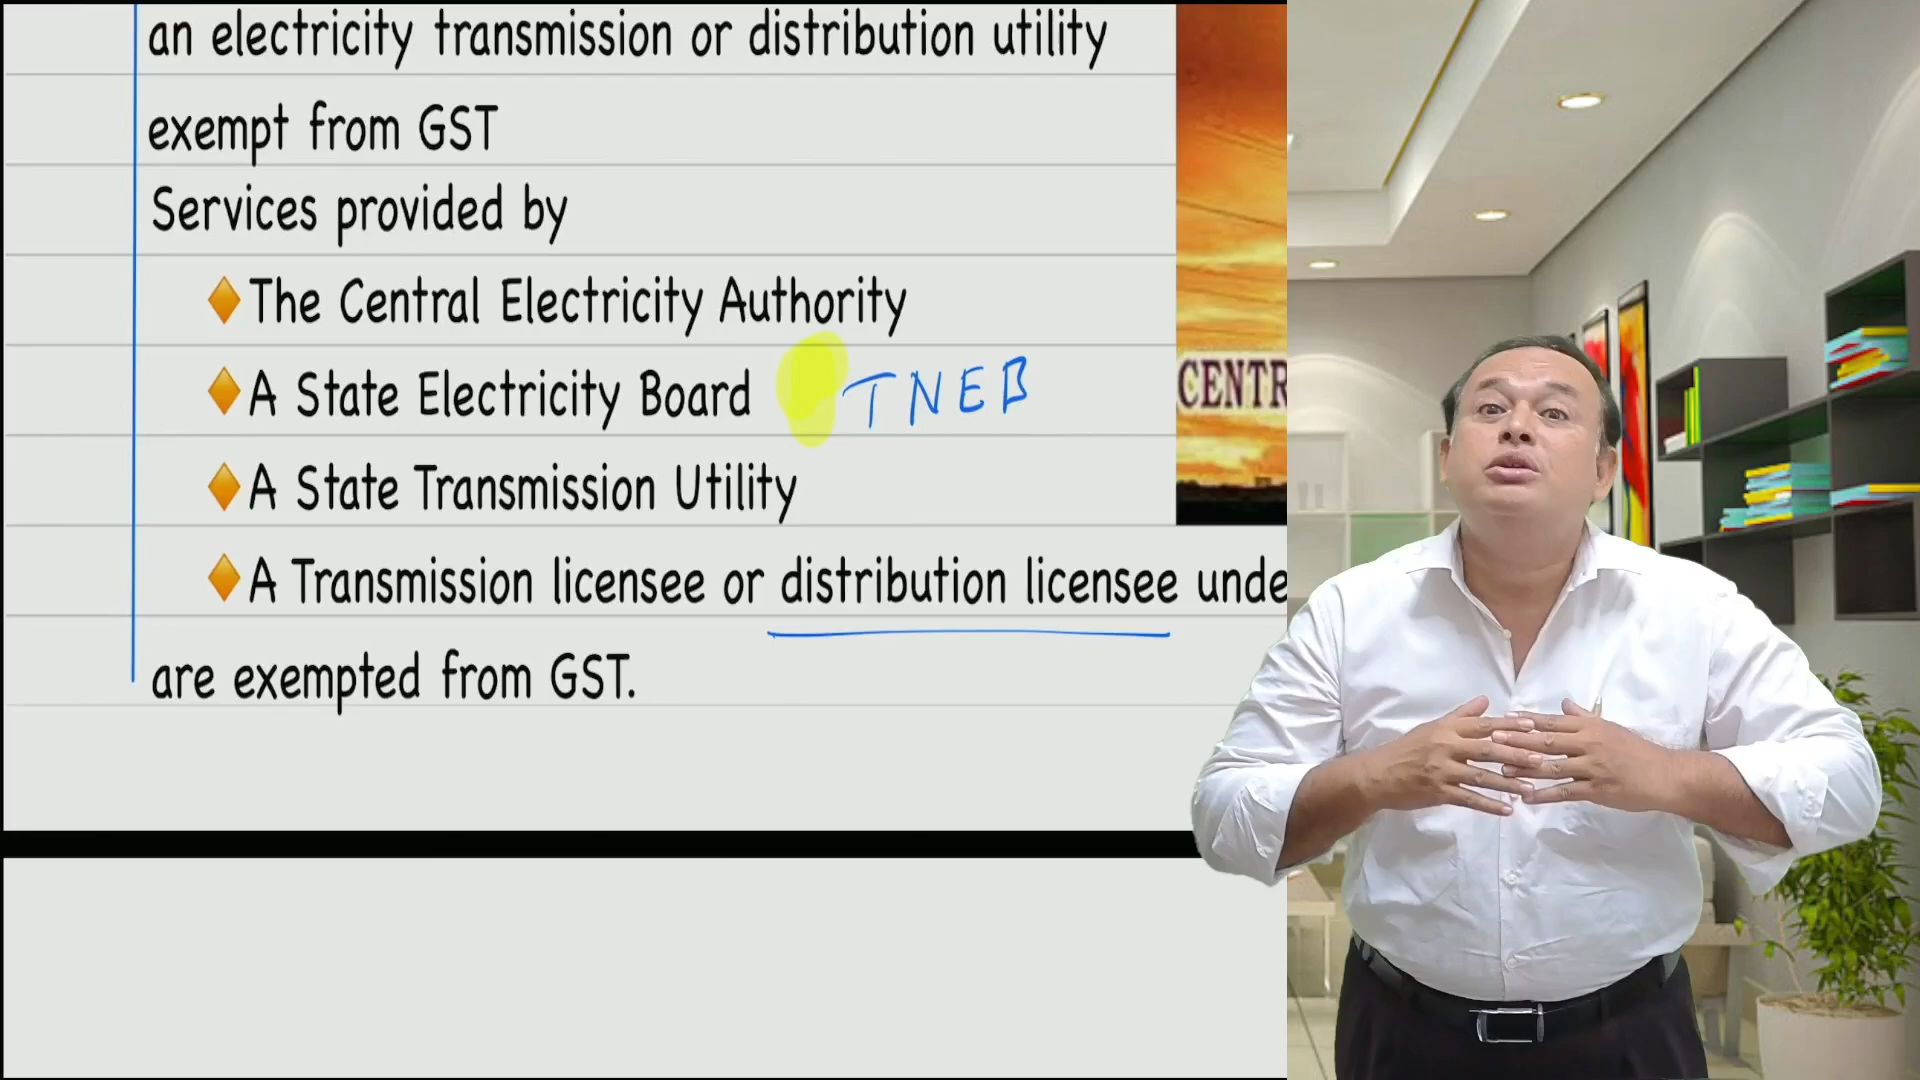 an electricity transmission or distribution utility
exempt from GST
Services provided by
The Central Electricity Authority
A State Electricity Board TNEB
CENTR
A State Transmission Utility
A Transmission licensee or distribution licensee unde
are exempted from GST.